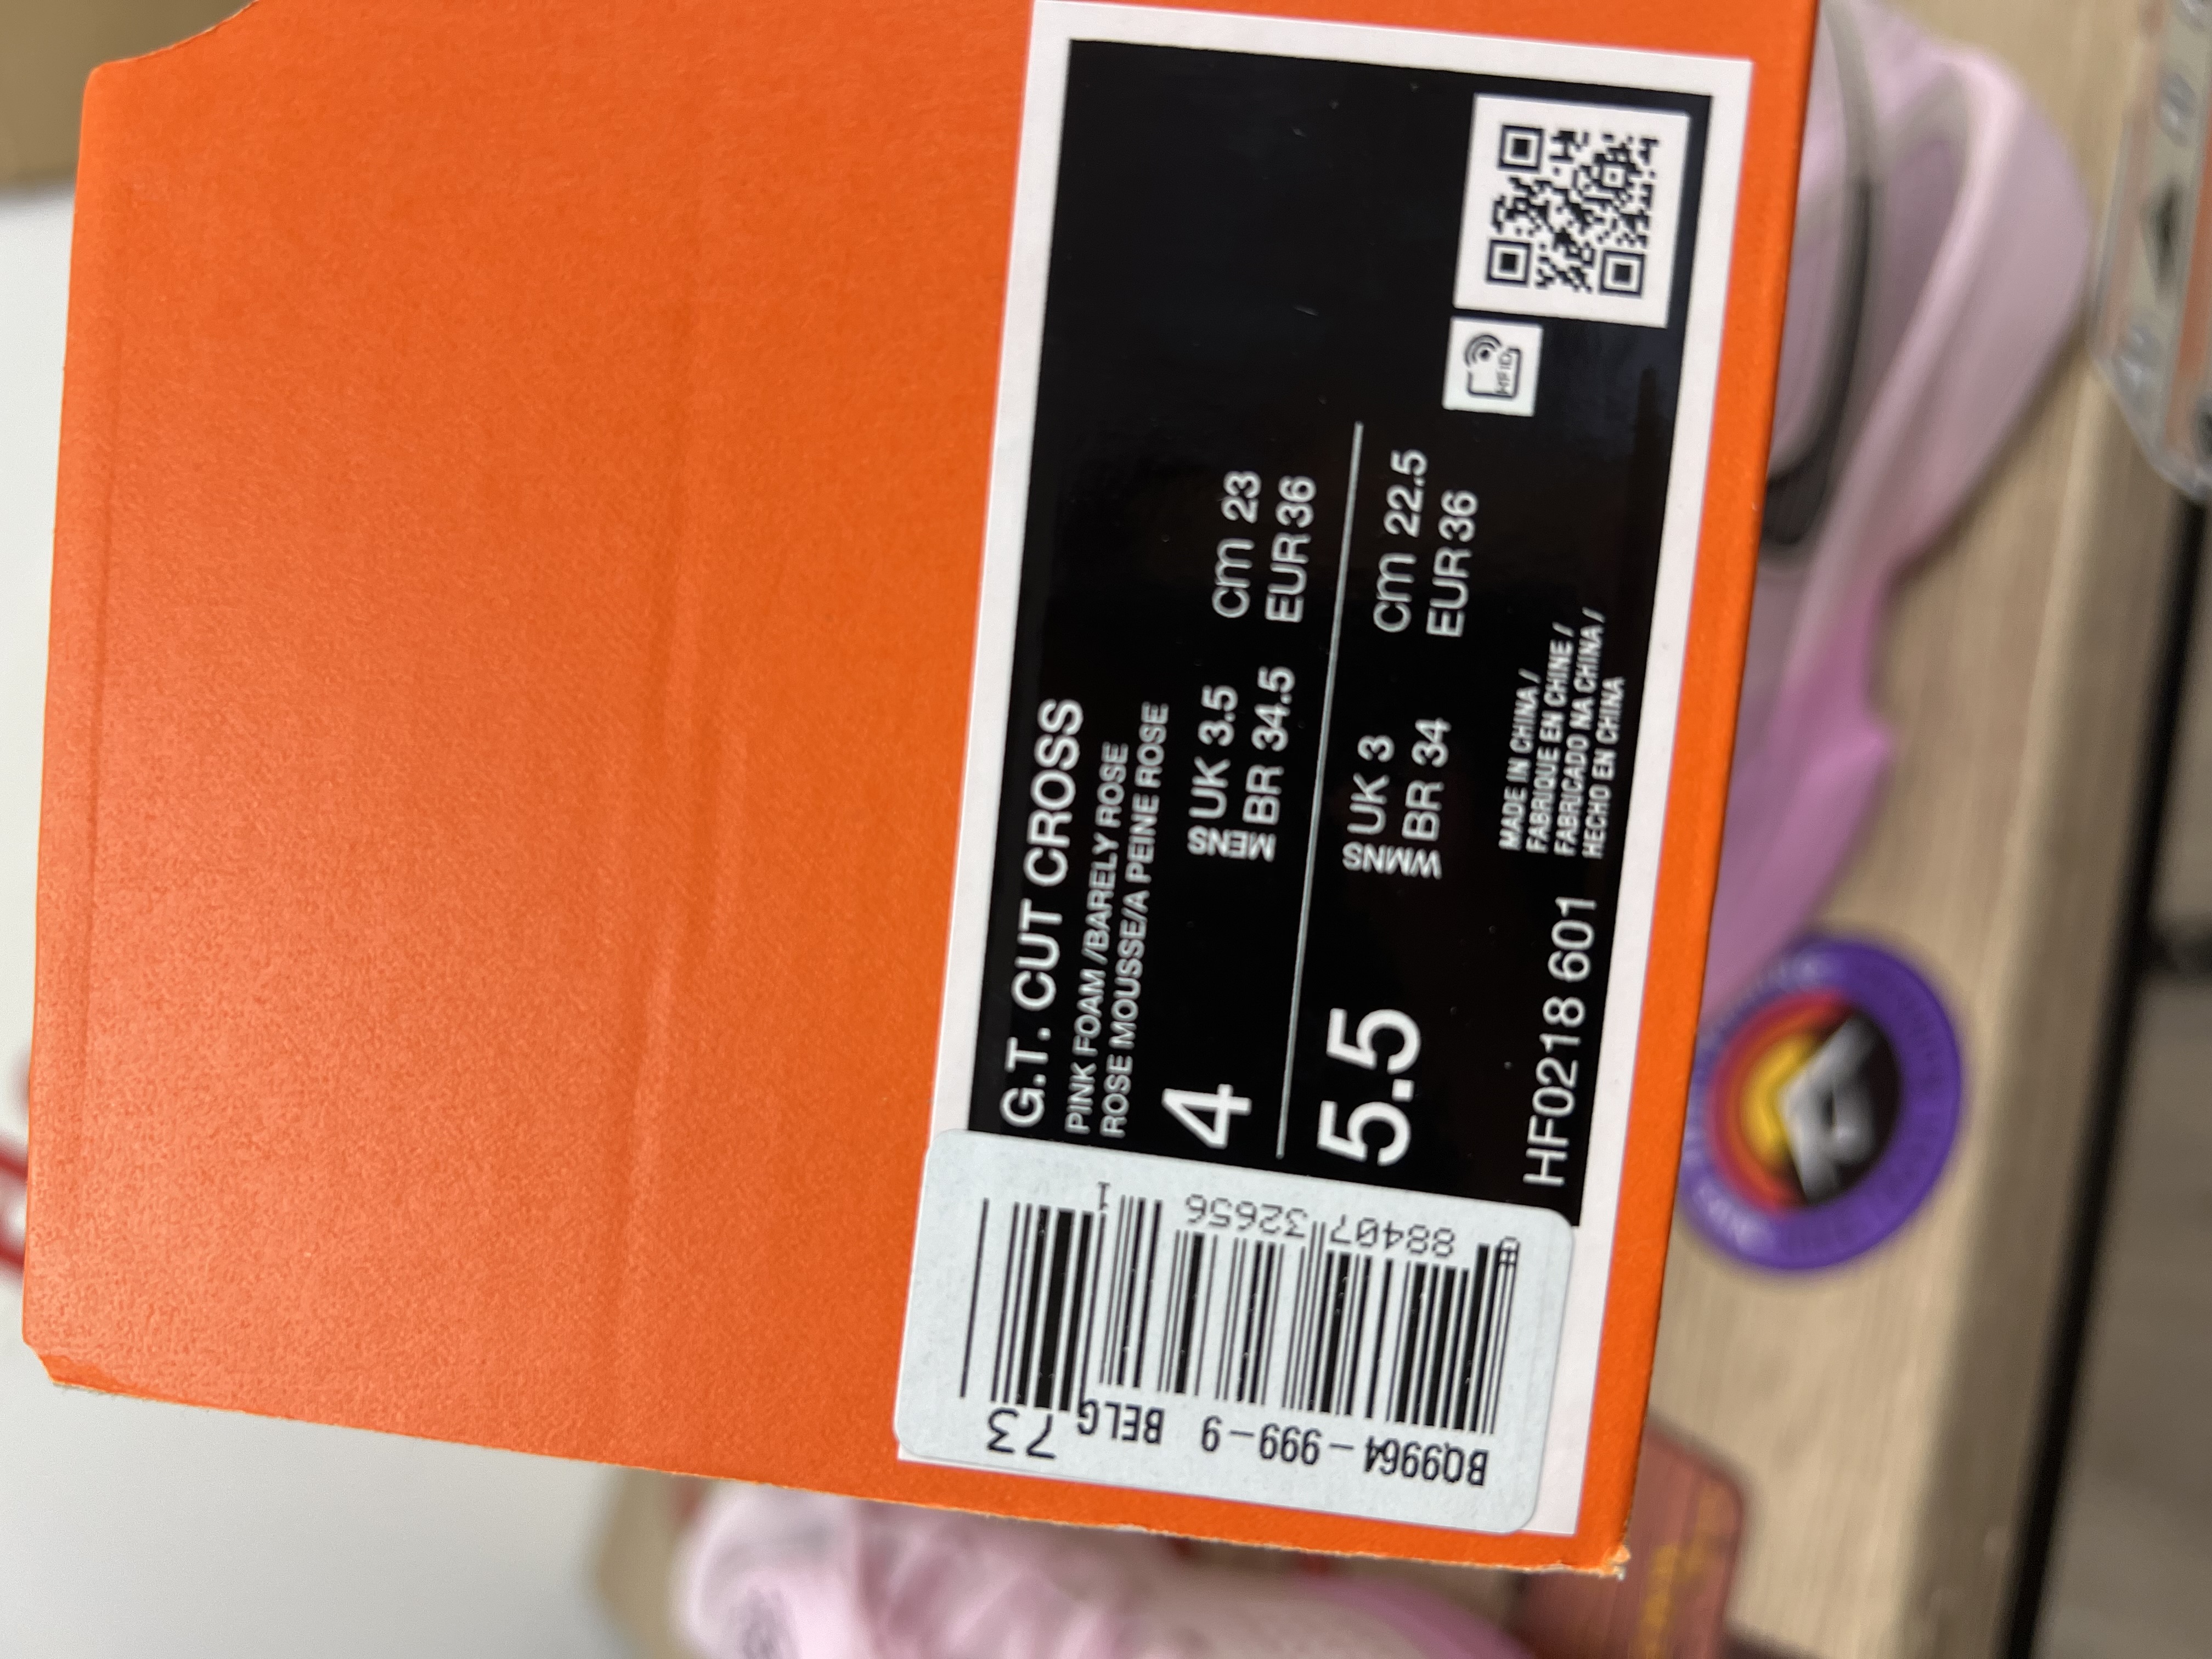 BQ9964-999-9 BELG 73
88407 32656 1
G.T. CUT CROSS
PINK FOAM /BARELY ROSE
ROSE MOUSSE/A PEINE ROSE
4
MENS
UK 3.5
CM 23
BR 34.5
EUR 36
5.5
WMNS
UK 3
CM 22.5
BR 34
EUR 36
RFID
HF0218 601
MADE IN CHINA /
FABRIQUE EN CHINE /
FABRICADO NA CHINA /
HECHO EN CHINA